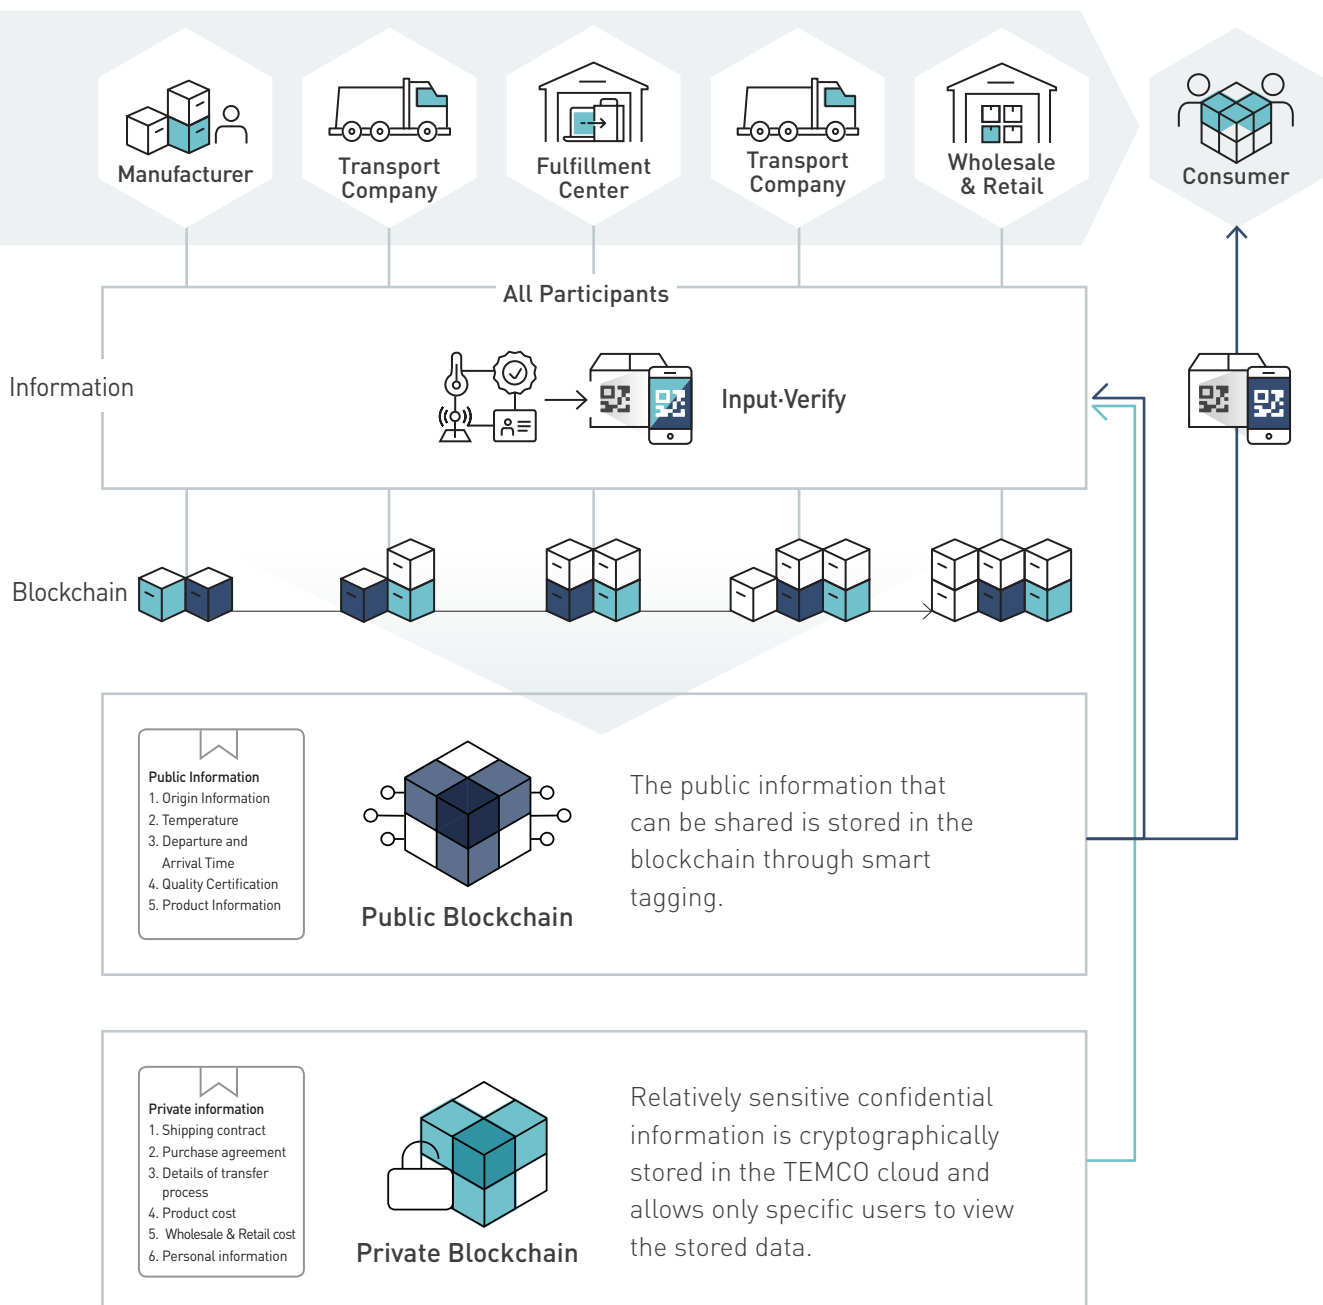 Manufacturer
Transport
Company
Fulfillment
Center
Transport
Company
Wholesale
& Retail
Consumer
All Participants
Information
Input·Verify
Blockchain
Public Information
1. Origin Information
2. Temperature
3. Departure and
Arrival Time
4. Quality Certification
5. Product Information
Public Blockchain
The public information that
can be shared is stored in the
blockchain through smart
tagging.
Private information
1. Shipping contract
2. Purchase agreement
3. Details of transfer
process
4. Product cost
5. Wholesale & Retail cost
6. Personal information
Private Blockchain
Relatively sensitive confidential
information is cryptographically
stored in the TEMCO cloud and
allows only specific users to view
the stored data.